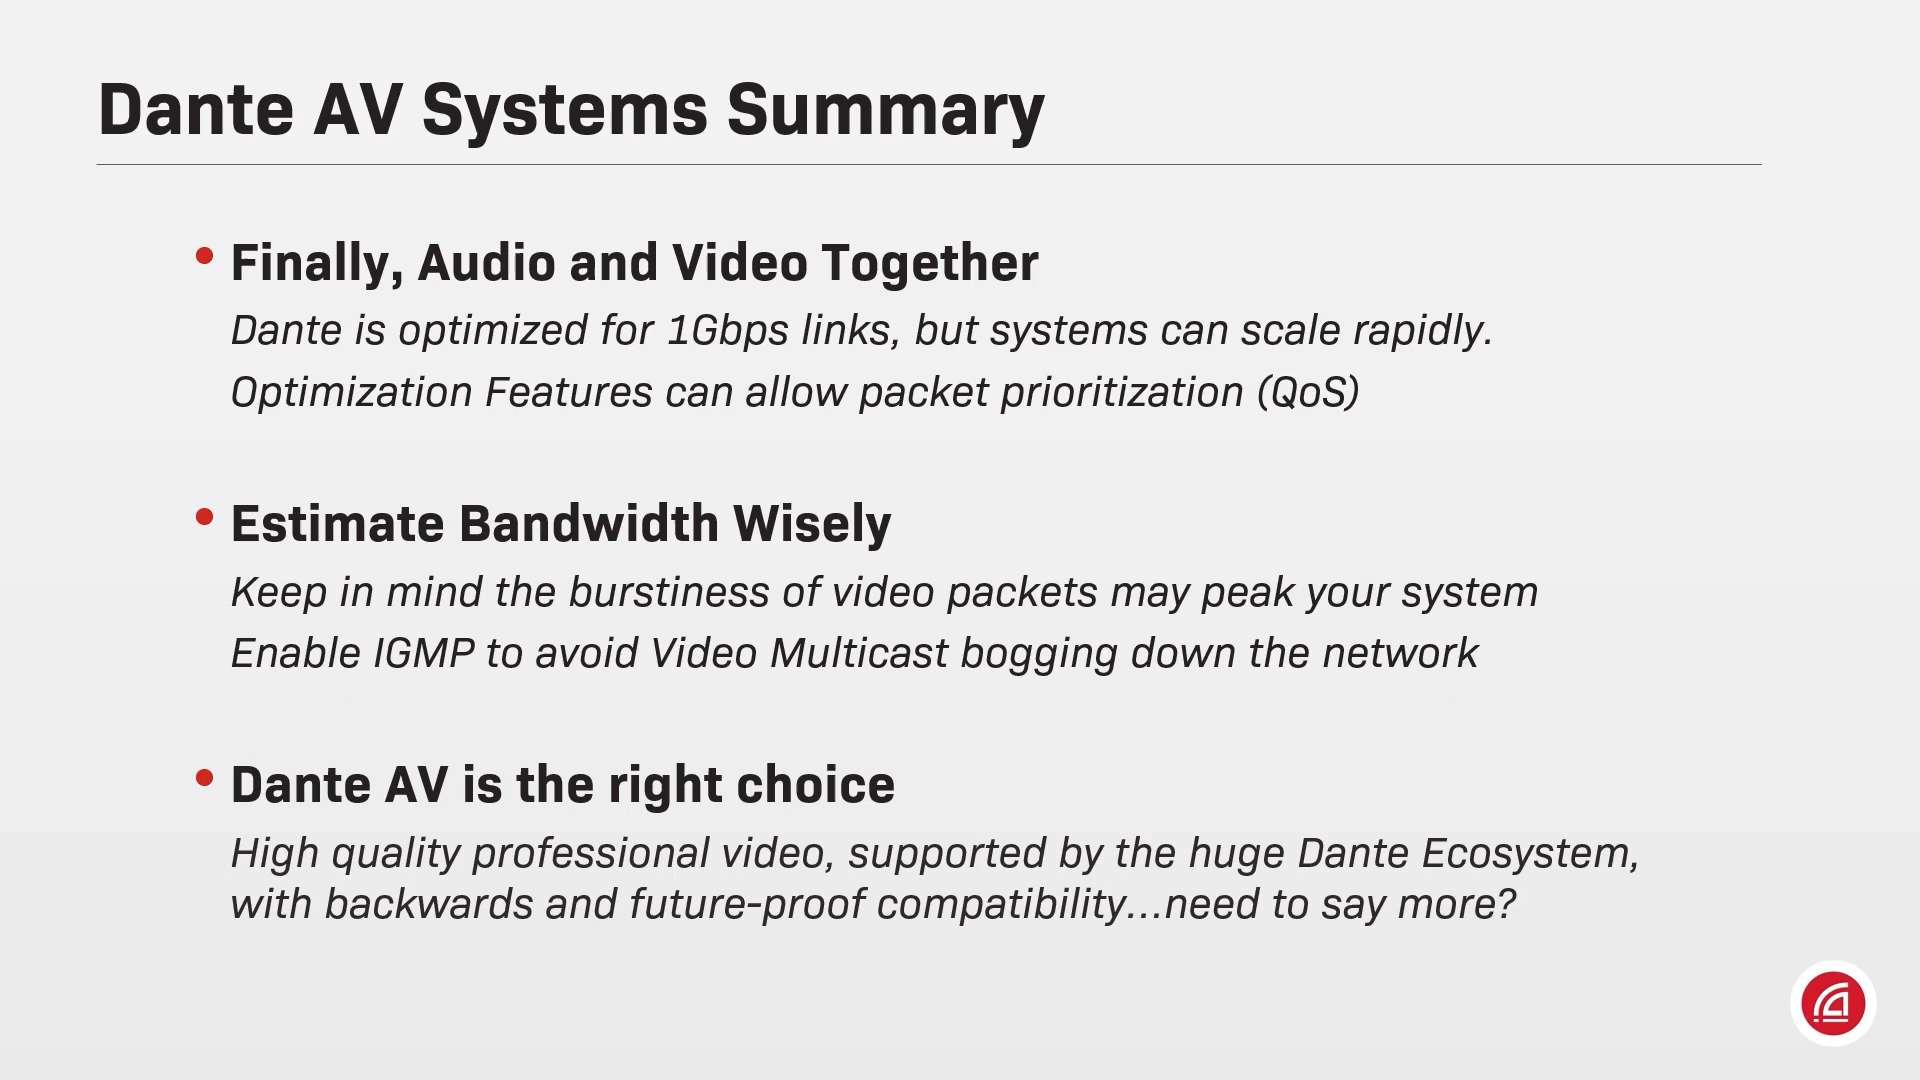 Dante AV Systems Summary
• Finally, Audio and Video Together
Dante is optimized for 1Gbps links, but systems can scale rapidly.
Optimization Features can allow packet prioritization (QoS)
• Estimate Bandwidth Wisely
Keep in mind the burstiness of video packets may peak your system
Enable IGMP to avoid Video Multicast bogging down the network
• Dante AV is the right choice
High quality professional video, supported by the huge Dante Ecosystem,
with backwards and future-proof compatibility...need to say more?